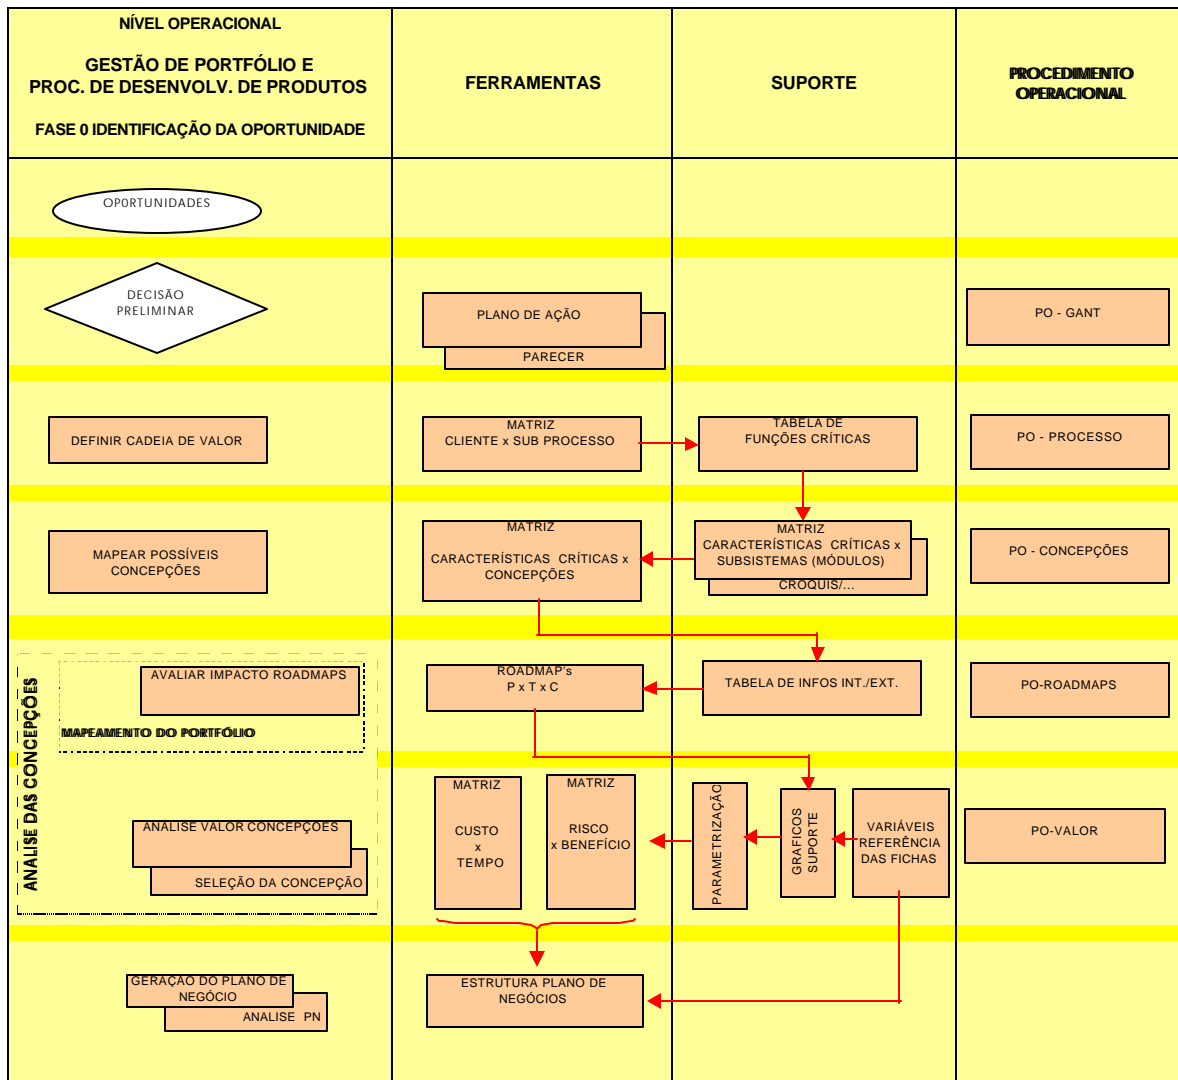 NÍVEL OPERACIONAL
GESTÃO DE PORTFÓLIO E
PROC. DE DESENVOLV. DE PRODUTOS
FASE 0 IDENTIFICAÇÃO DA OPORTUNIDADE
FERRAMENTAS
SUPORTE
PROCEDIMENTO
OPERACIONAL
OPORTUNIDADES
DECISÃO
PRELIMINAR
PLANO DE AÇÃO
PARECER
PO - GANT
DEFINIR CADEIA DE VALOR
MATRIZ
CLIENTE x SUB PROCESSO
TABELA DE
FUNÇÕES CRÍTICAS
PO - PROCESSO
MAPEAR POSSÍVEIS
CONCEPÇÕES
MATRIZ
CARACTERÍSTICAS CRÍTICAS x
CONCEPÇÕES
MATRIZ
CARACTERÍSTICAS CRÍTICAS x
SUBSISTEMAS (MÓDULOS)
CROQUIS/...
PO - CONCEPÇÕES
ANALISE DAS CONCEPÇÕES
AVALIAR IMPACTO ROADMAPS
MAPEAMENTO DO PORTFÓLIO
ROADMAP's
P x T x C
TABELA DE INFOS INT./EXT.
PO-ROADMAPS
ANÁLISE VALOR CONCEPÇÕES
SELEÇÃO DA CONCEPÇÃO
MATRIZ
CUSTO
x
TEMPO
MATRIZ
RISCO
x BENEFÍCIO
PARAMETRIZAÇÃO
GRAFICOS
SUPORTE
VARIÁVEIS
REFERÊNCIA
DAS FICHAS
PO-VALOR
GERAÇÃO DO PLANO DE
NEGÓCIO
ANALISE PN
ESTRUTURA PLANO DE
NEGÓCIOS